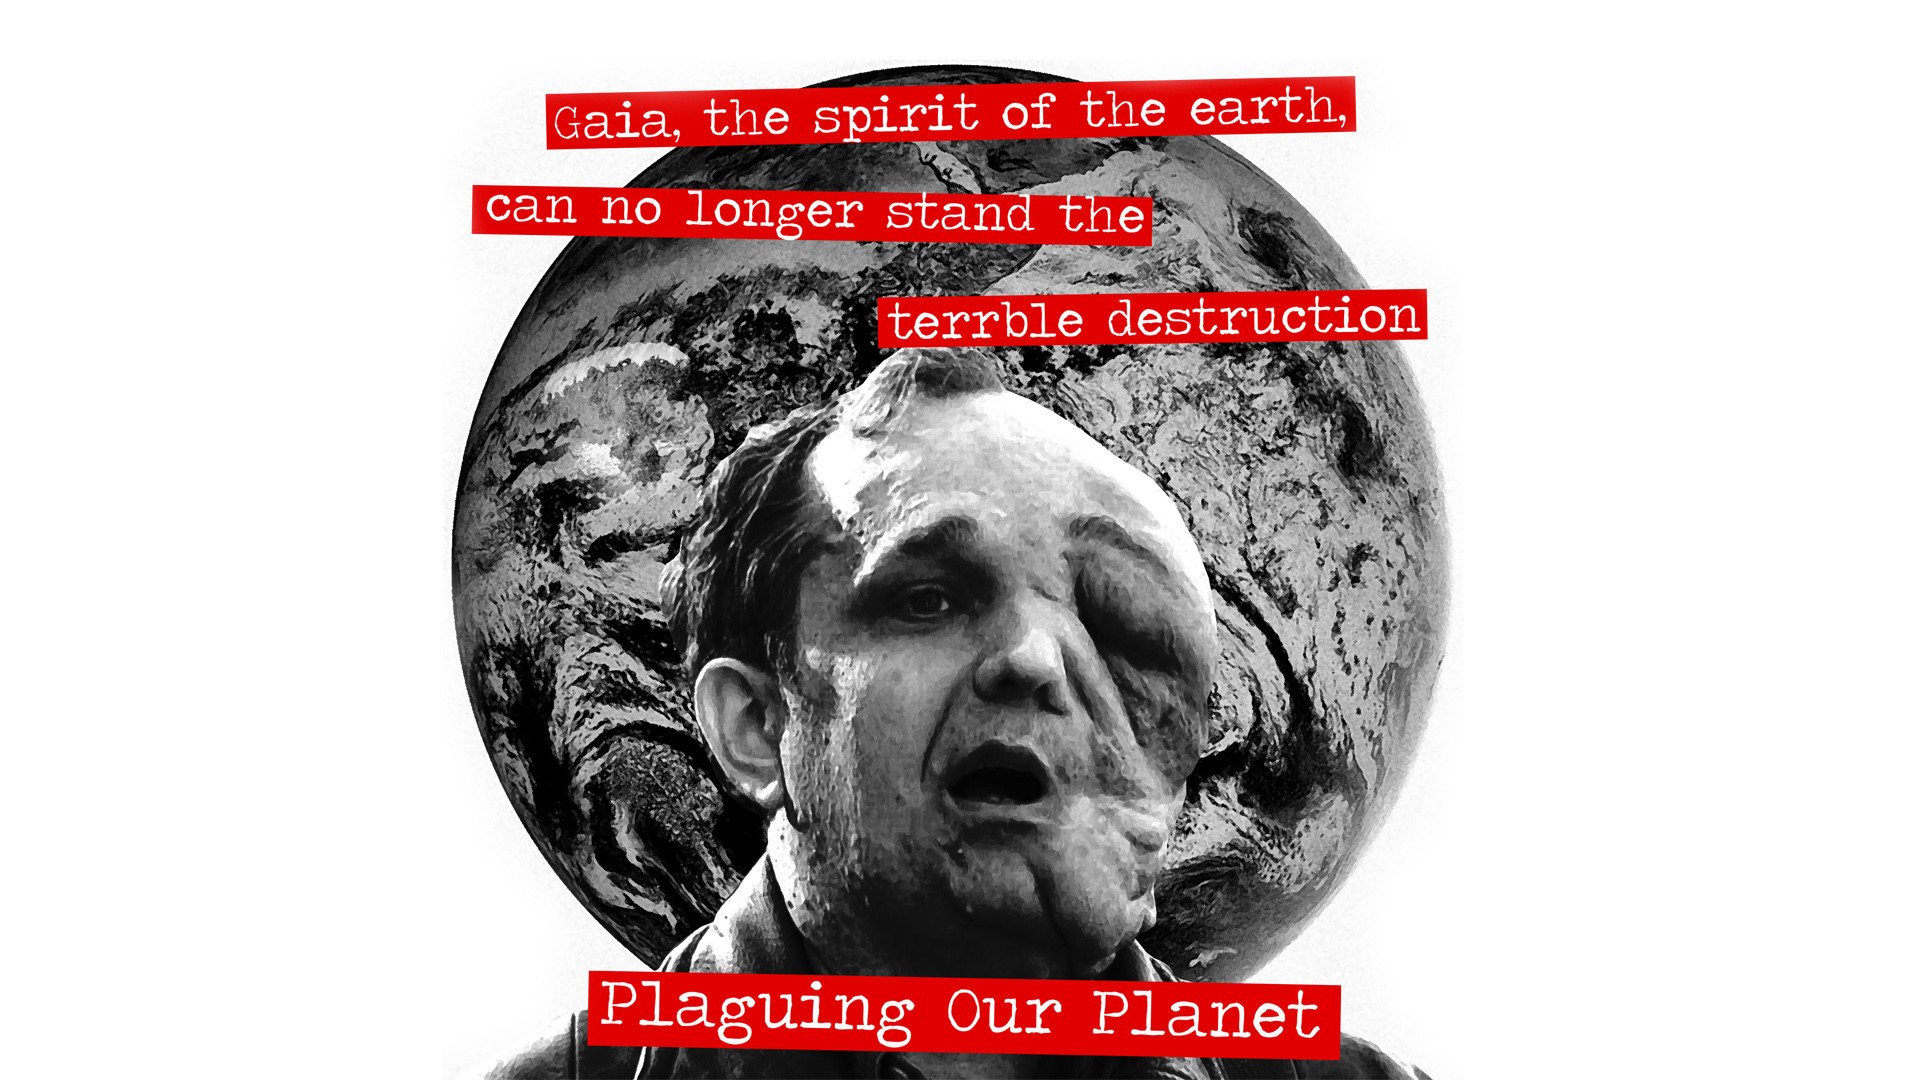 Gaia, the spirit of the earth,
can no longer stand the
terrble destruction
Plaguing Our Planet